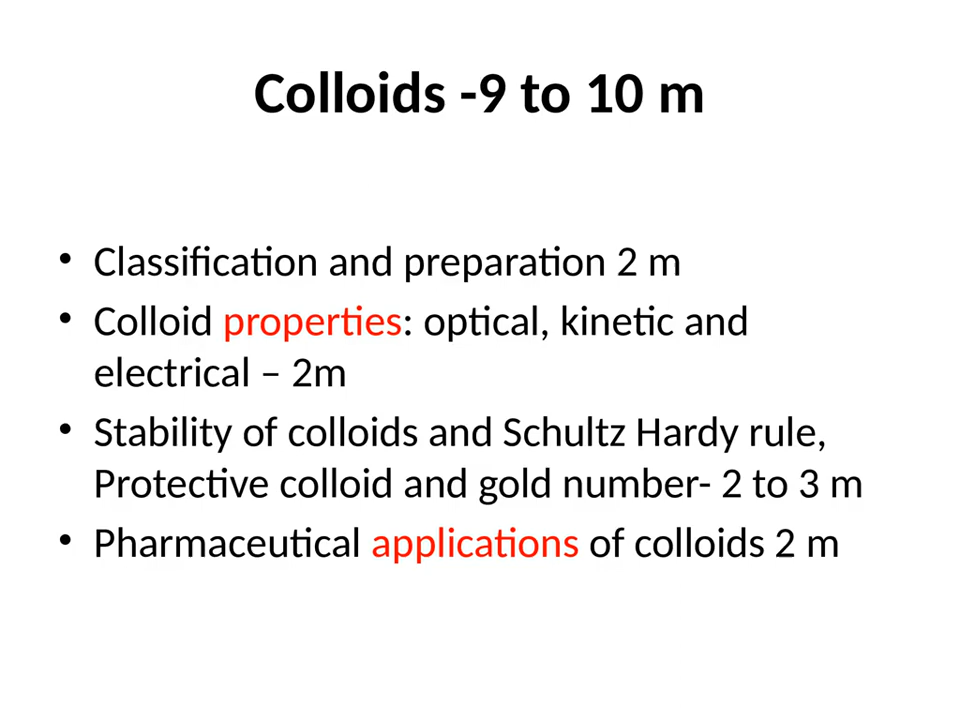 Colloids -9 to 10 m
• Classification and preparation 2 m
• Colloid properties: optical, kinetic and
electrical – 2m
• Stability of colloids and Schultz Hardy rule,
Protective colloid and gold number- 2 to 3 m
• Pharmaceutical applications of colloids 2 m